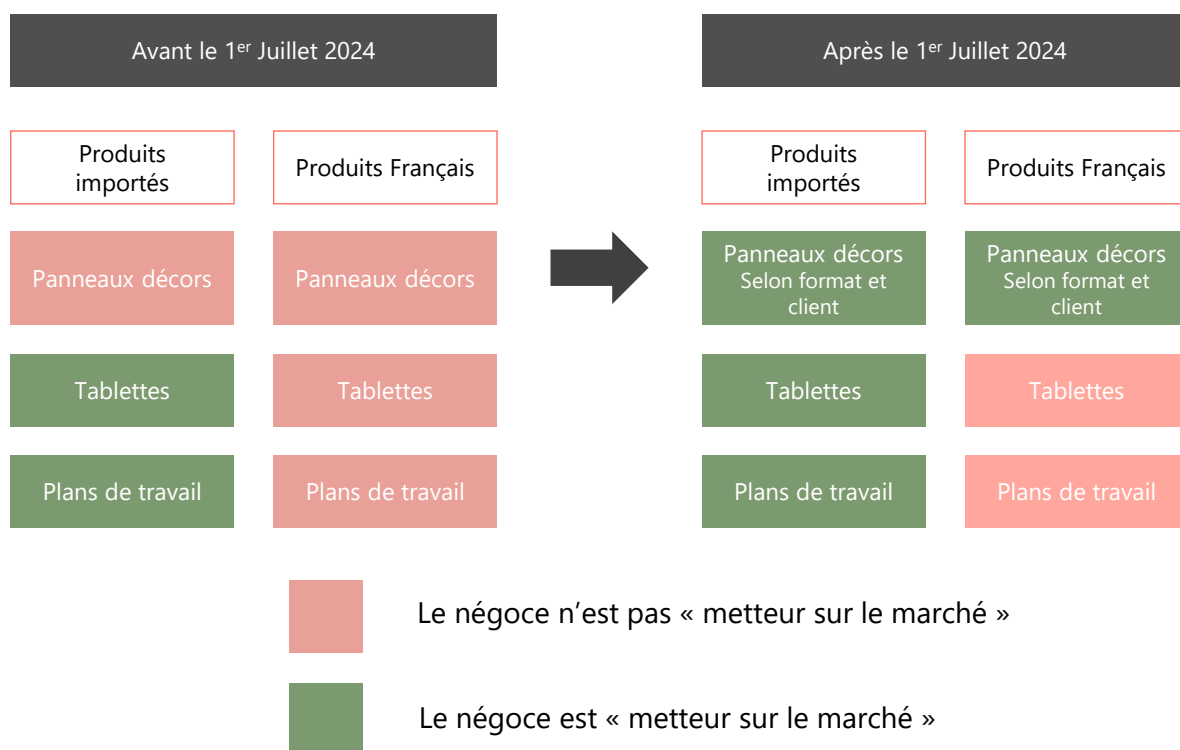 Avant le 1er Juillet 2024
Après le 1er Juillet 2024
Produits
importés
Produits Français
Produits
importés
Produits Français
Panneaux décors
Panneaux décors
Panneaux décors
Selon format et
client
Panneaux décors
Selon format et
client
Tablettes
Tablettes
Tablettes
Tablettes
Plans de travail
Plans de travail
Plans de travail
Plans de travail
Le négoce n’est pas « metteur sur le marché »
Le négoce est « metteur sur le marché »